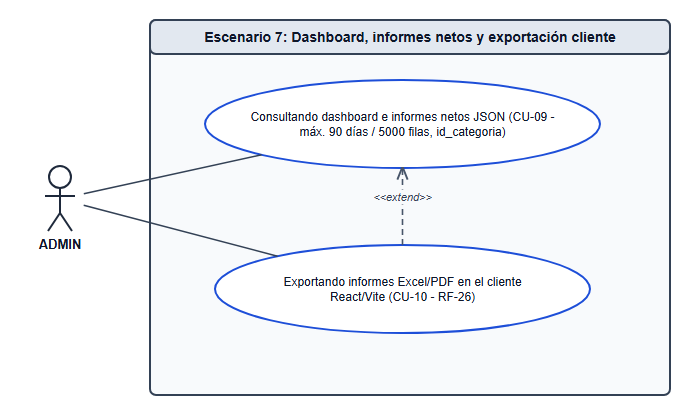 Escenario 7: Dashboard, informes netos y exportación cliente
Consultando dashboard e informes netos JSON (CU-09 -
máx. 90 días / 5000 filas, id_categoria)
<<extend>>
ADMIN
Exportando informes Excel/PDF en el cliente
React/Vite (CU-10 - RF-26)